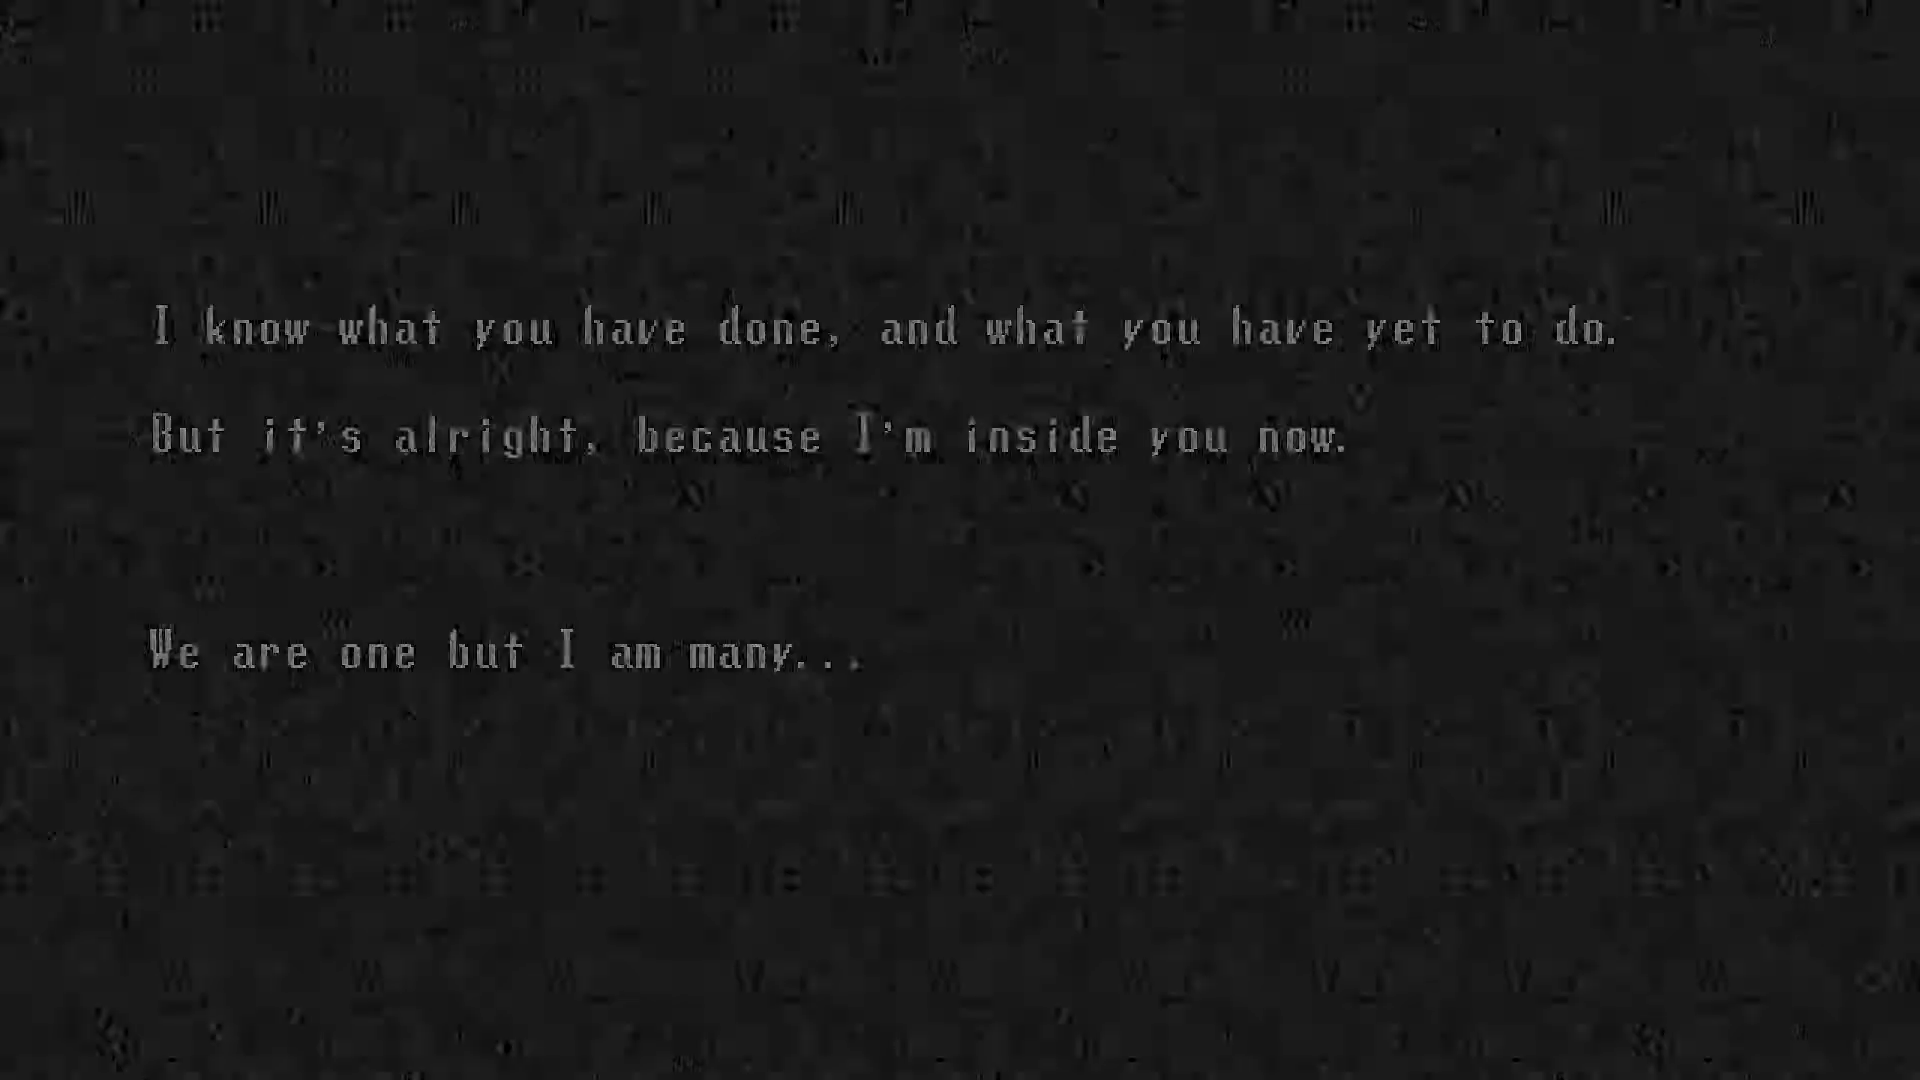 I know what you have done, and what you have yet to do.
But it's alright, because I'm inside you now.
We are one but I am many...